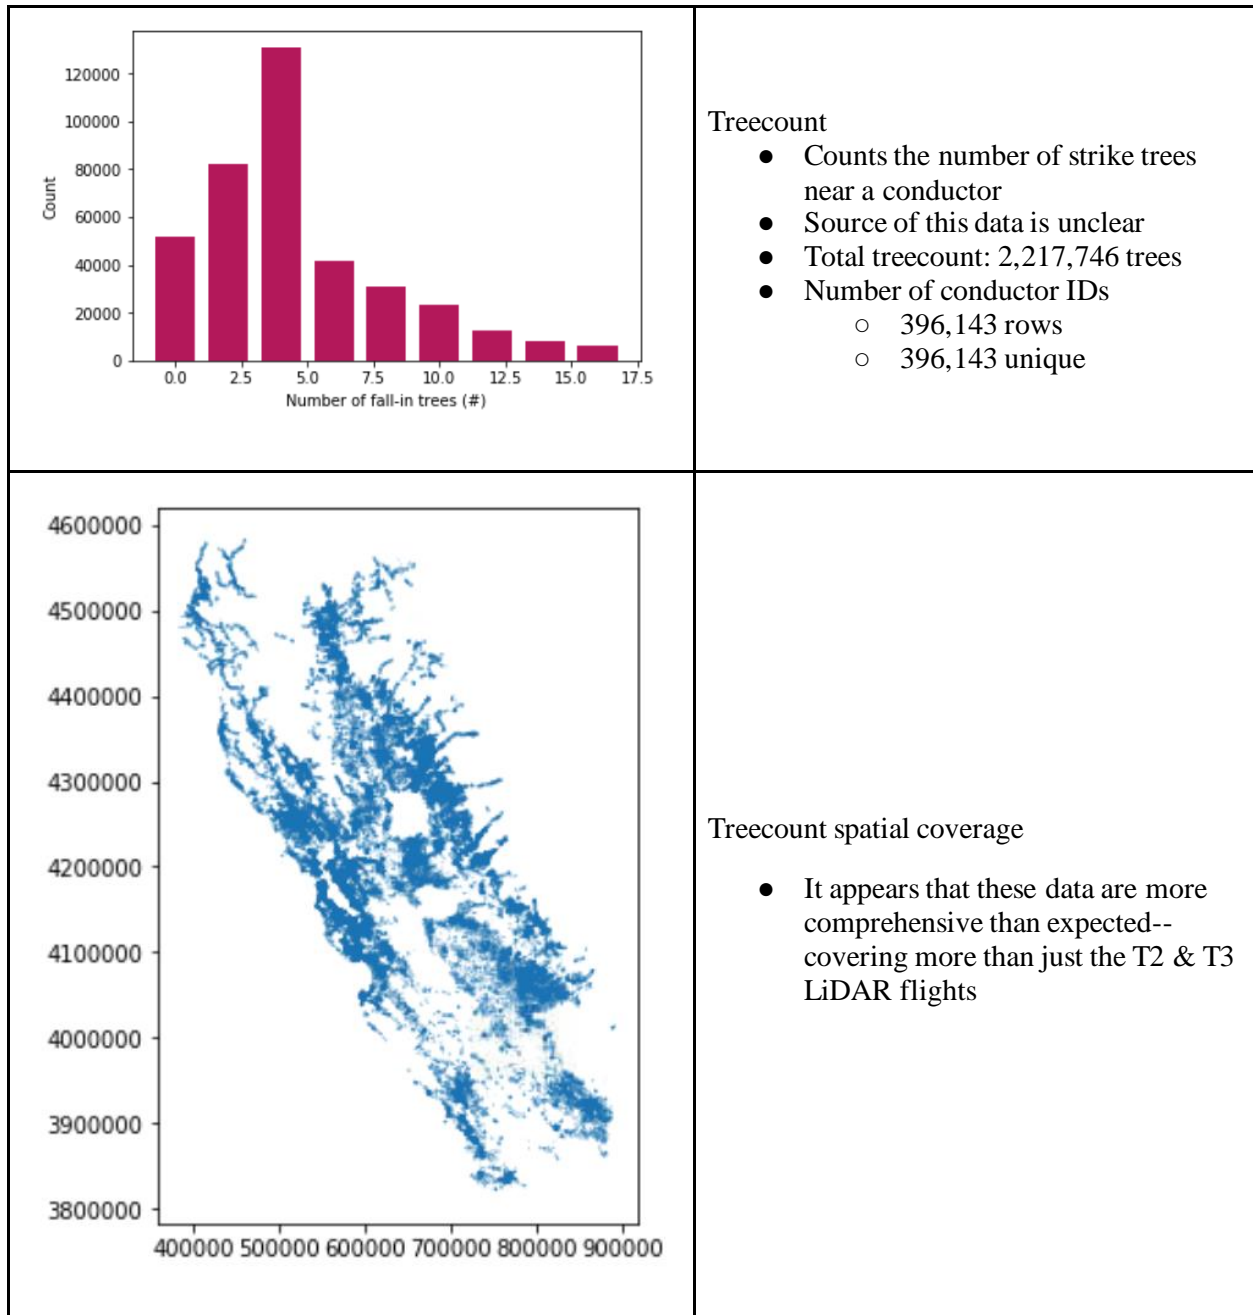 120000
100000
80000
60000
40000
20000
0
Count
0.0 2.5 5.0 7.5 10.0 12.5 15.0 17.5
Number of fall-in trees (#)
Treecount
● Counts the number of strike trees
near a conductor
● Source of this data is unclear
● Total treecount: 2,217,746 trees
● Number of conductor IDs
○ 396,143 rows
○ 396,143 unique
4600000
4500000
4400000
4300000
4200000
4100000
4000000
3900000
3800000
400000 500000 600000 700000 800000 900000
Treecount spatial coverage
● It appears that these data are more
comprehensive than expected--
covering more than just the T2 & T3
LiDAR flights